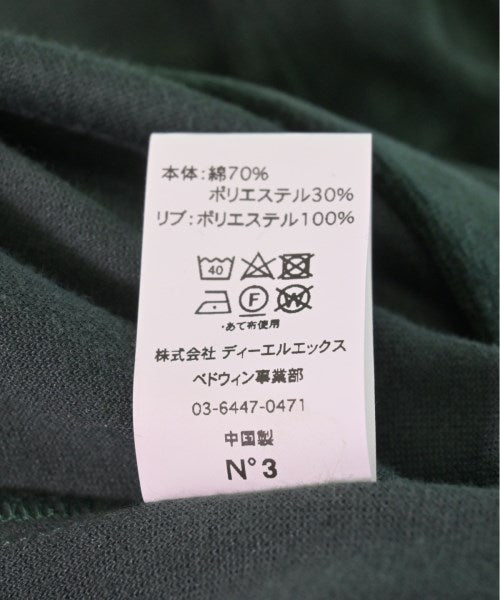 本体：綿70%
ポリエステル30%
リブ：ポリエステル100%
40
F W
・あて布使用
株式会社 ディーエルエックス
ベドウィン事業部
03-6447-0471
中国製
N°3